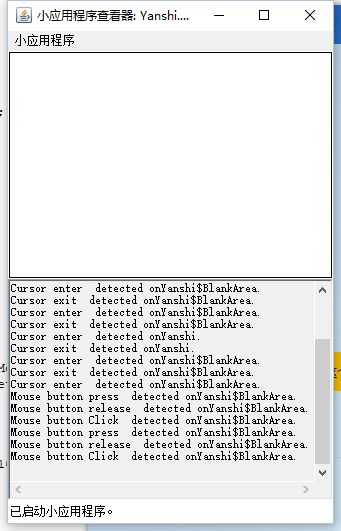 小应用程序查看器: Yanshi....
小应用程序
Cursor enter  detected onYanshi$BlankArea.
Cursor exit  detected onYanshi$BlankArea.
Cursor enter  detected onYanshi$BlankArea.
Cursor exit  detected onYanshi$BlankArea.
Cursor enter  detected onYanshi.
Cursor exit  detected onYanshi.
Cursor enter  detected onYanshi$BlankArea.
Cursor exit  detected onYanshi$BlankArea.
Cursor enter  detected onYanshi$BlankArea.
Mouse button press  detected onYanshi$BlankArea.
Mouse button release  detected onYanshi$BlankArea.
Mouse button Click  detected onYanshi$BlankArea.
Mouse button press  detected onYanshi$BlankArea.
Mouse button release  detected onYanshi$BlankArea.
Mouse button Click  detected onYanshi$BlankArea.
已启动小应用程序。